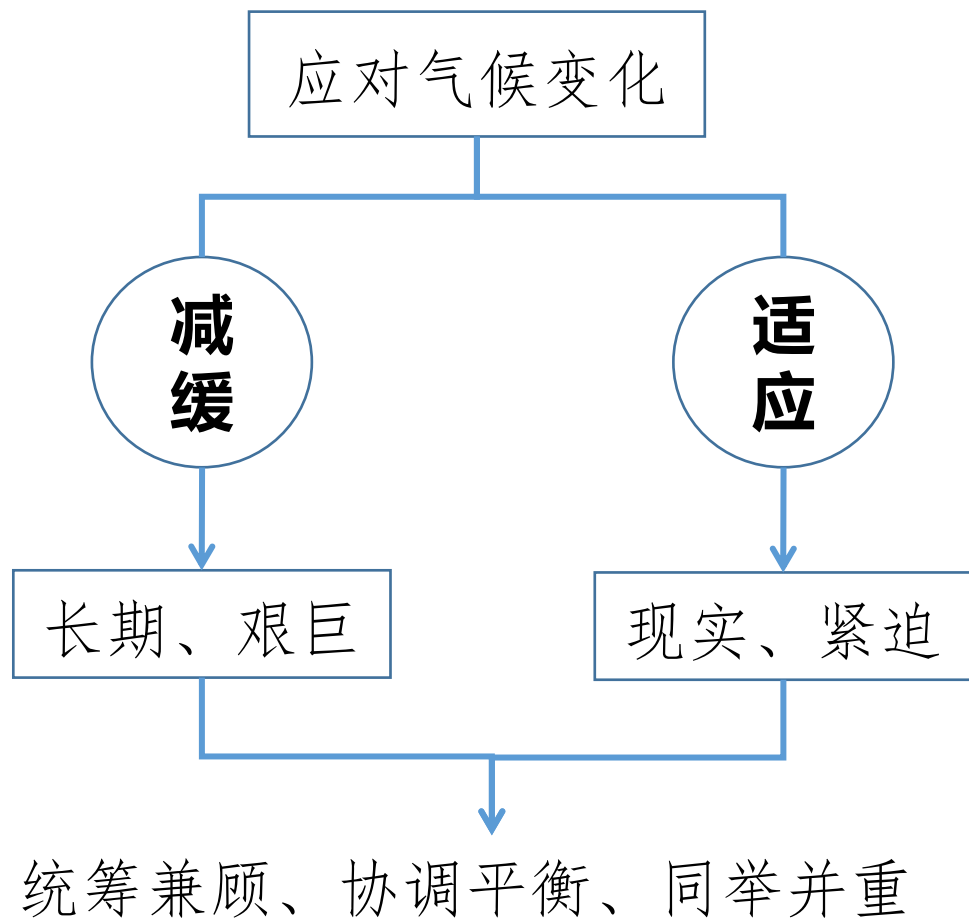 应对气候变化
减缓
适应
长期、艰巨
现实、紧迫
统筹兼顾、协调平衡、同举并重